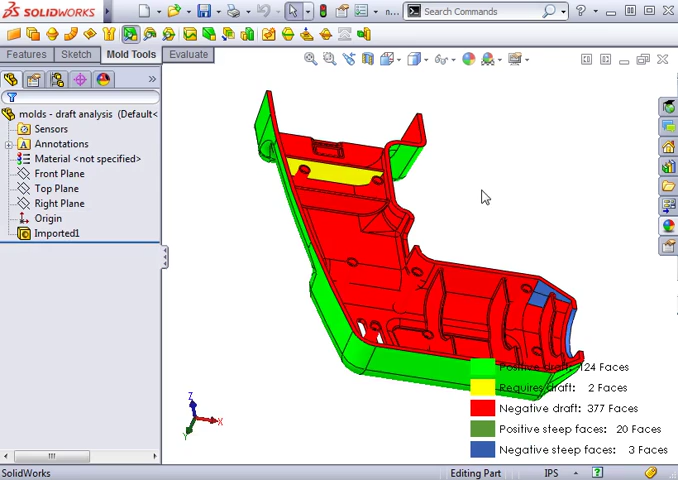 SOLIDWORKS
n...
Search Commands
Features
Sketch
Mold Tools
Evaluate
molds - draft analysis (Default<
Sensors
A
Annotations
Material <not specified>
Front Plane
Top Plane
Right Plane
Origin
Imported1
Positive draft: 124 Faces
Requires draft: 2 Faces
Negative draft: 377 Faces
Positive steep faces: 20 Faces
Negative steep faces: 3 Faces
Z
X
Y
SolidWorks
Editing Part
IPS